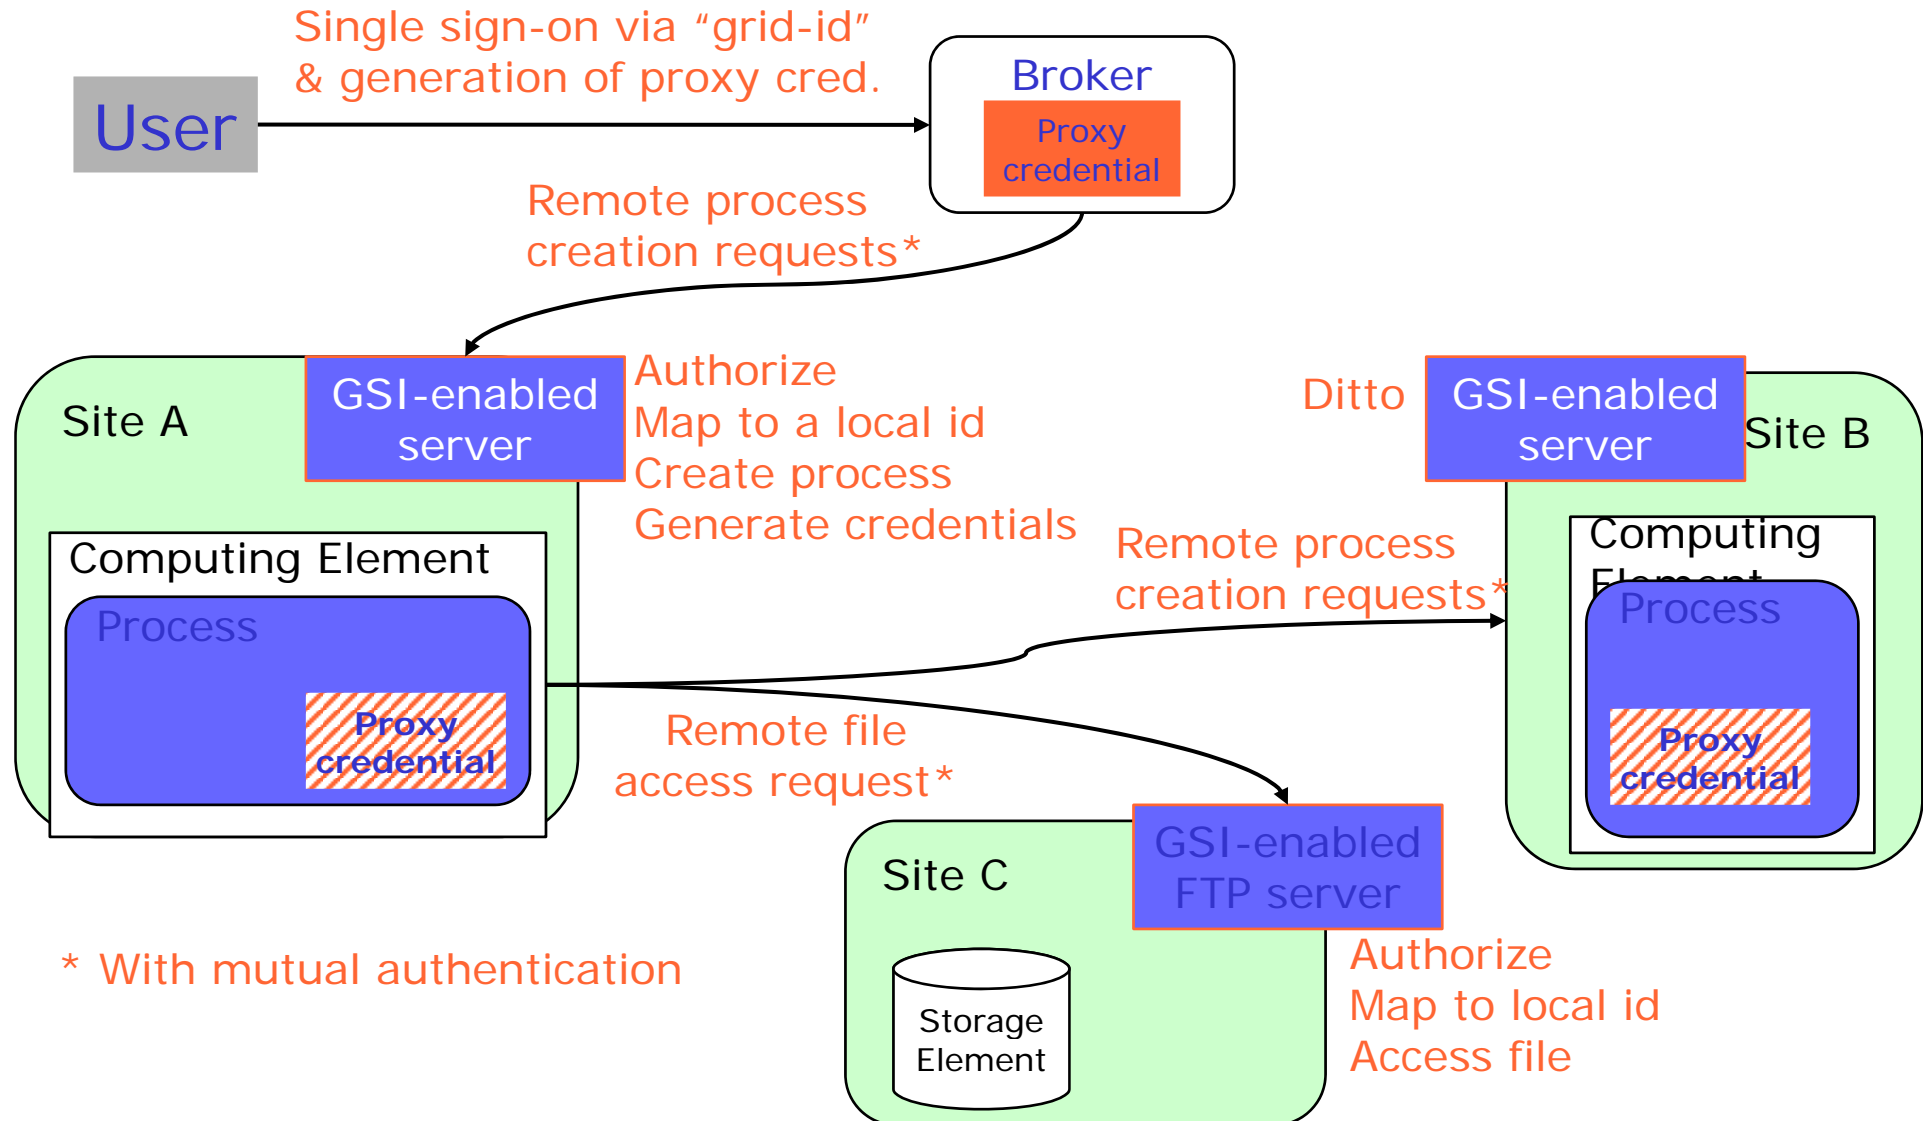 Single sign-on via “grid-id”
& generation of proxy cred.
User
Broker
Proxy
credential
Remote process
creation requests*
Site A
GSI-enabled
server
Authorize
Map to a local id
Create process
Generate credentials
Ditto
GSI-enabled
server
Site B
Computing Element
Process
Proxy
credential
Remote process
creation requests*
Computing
Element
Process
Proxy
credential
Remote file
access request*
Site C
GSI-enabled
FTP server
Storage
Element
Authorize
Map to local id
Access file
* With mutual authentication